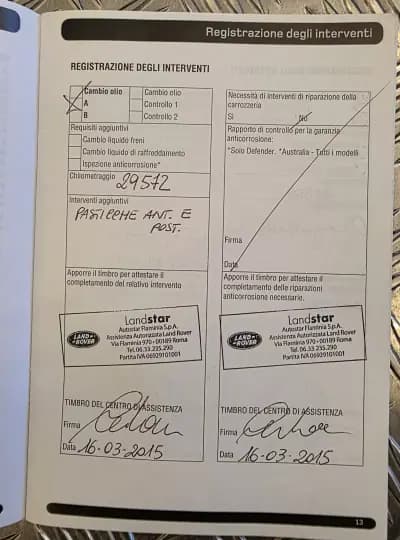 Registrazione degli interventi
REGISTRAZIONE DEGLI INTERVENTI
Cambio olio Cambio olio
A Controllo 1
B Controllo 2
Requisiti aggiuntivi
Cambio liquido freni
Cambio liquido di raffreddamento
Ispezione anticorrosione*
Chilometraggio 29572
Interventi aggiuntivi
PASTICCHE ANT. E
POST.
Apporre il timbro per attestare il
completamento del relativo intervento
Landstar
Autostar Flaminia S.p.A.
Assistenza Autorizzata Land Rover
Via Flaminia 970 • 00189 Roma
Tel. 06.33.235.290
Partita IVA 06929101001
LAND ROVER
TIMBRO DEL CENTRO DI ASSISTENZA
Firma
Data 16-03-2015
Necessità di interventi di riparazione della
carrozzeria
Sì No
Rapporto di controllo per la garanzia
anticorrosione:
*Solo Defender. *Australia - Tutti i modelli
Firma
Data
Apporre il timbro per attestare il
completamento delle riparazioni
anticorrosione necessarie.
Landstar
Autostar Flaminia S.p.A.
Assistenza Autorizzata Land Rover
Via Flaminia 970 • 00189 Roma
Tel. 06.33.235.290
Partita IVA 06929101001
LAND ROVER
TIMBRO DEL CENTRO DI ASSISTENZA
Firma
Data 16-03-2015
13